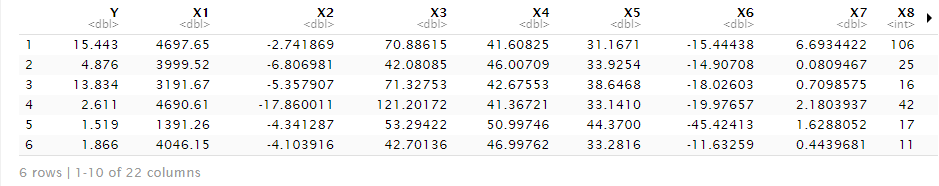 Y X1 X2 X3 X4 X5 X6 X7 X8
<dbl> <dbl> <dbl> <dbl> <dbl> <dbl> <dbl> <dbl> <int>
1 15.443 4697.65 -2.741869 70.88615 41.60825 31.1671 -15.44438 6.6934422 106
2 4.876 3999.52 -6.806981 42.08085 46.00709 33.9254 -14.90708 0.0809467 25
3 13.834 3191.67 -5.357907 71.32753 42.67553 38.6468 -18.02603 0.7098575 16
4 2.611 4690.61 -17.860011 121.20172 41.36721 33.1410 -19.97657 2.1803937 42
5 1.519 1391.26 -4.341287 53.29422 50.99746 44.3700 -45.42413 1.6288052 17
6 1.866 4046.15 -4.103916 42.70136 46.99762 33.2816 -11.63259 0.4439681 11
6 rows | 1-10 of 22 columns